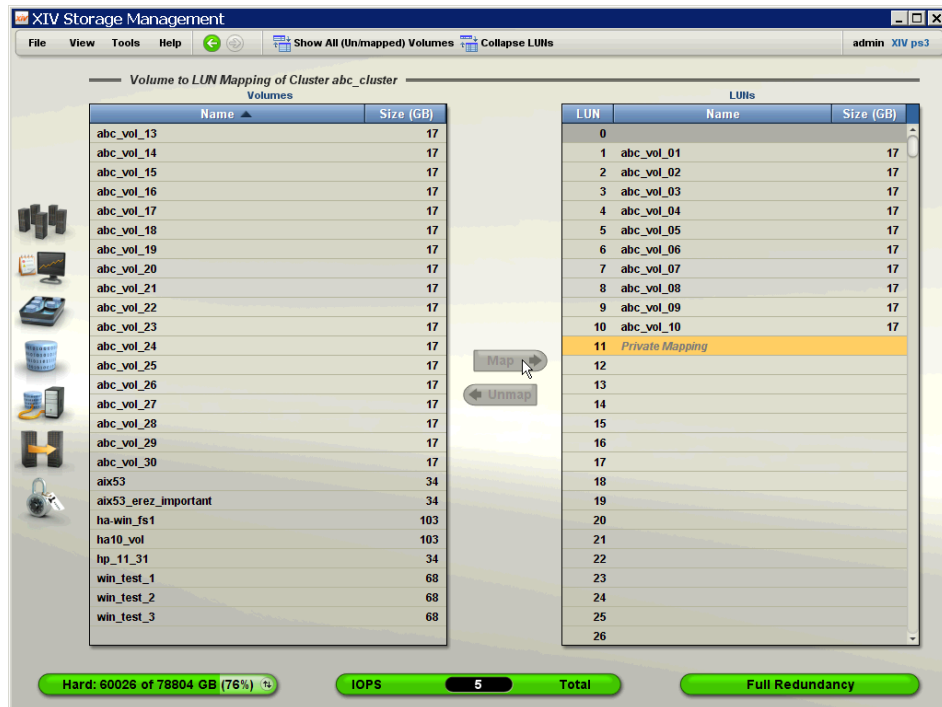 XIV XIV Storage Management
File View Tools Help Show All (Un/mapped) Volumes Collapse LUNs admin XIV ps3
Volume to LUN Mapping of Cluster abc_cluster
Volumes
Name Size (GB)
abc_vol_13 17
abc_vol_14 17
abc_vol_15 17
abc_vol_16 17
abc_vol_17 17
abc_vol_18 17
abc_vol_19 17
abc_vol_20 17
abc_vol_21 17
abc_vol_22 17
abc_vol_23 17
abc_vol_24 17
abc_vol_25 17
abc_vol_26 17
abc_vol_27 17
abc_vol_28 17
abc_vol_29 17
abc_vol_30 17
aix53 34
aix53_erez_important 34
ha-win_fs1 103
ha10_vol 103
hp_11_31 34
win_test_1 68
win_test_2 68
win_test_3 68
Map
Unmap
LUNs
LUN Name Size (GB)
0
1 abc_vol_01 17
2 abc_vol_02 17
3 abc_vol_03 17
4 abc_vol_04 17
5 abc_vol_05 17
6 abc_vol_06 17
7 abc_vol_07 17
8 abc_vol_08 17
9 abc_vol_09 17
10 abc_vol_10 17
11 Private Mapping
12
13
14
15
16
17
18
19
20
21
22
23
24
25
26
Hard: 60026 of 78804 GB (76%) IOPS 5 Total Full Redundancy